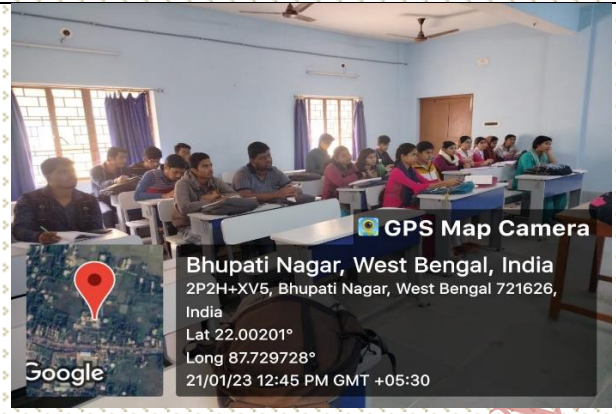 GPS Map Camera
Bhupati Nagar, West Bengal, India
2P2H+XV5, Bhupati Nagar, West Bengal 721626,
India
Lat 22.00201°
Long 87.729728°
21/01/23 12:45 PM GMT +05:30
Google